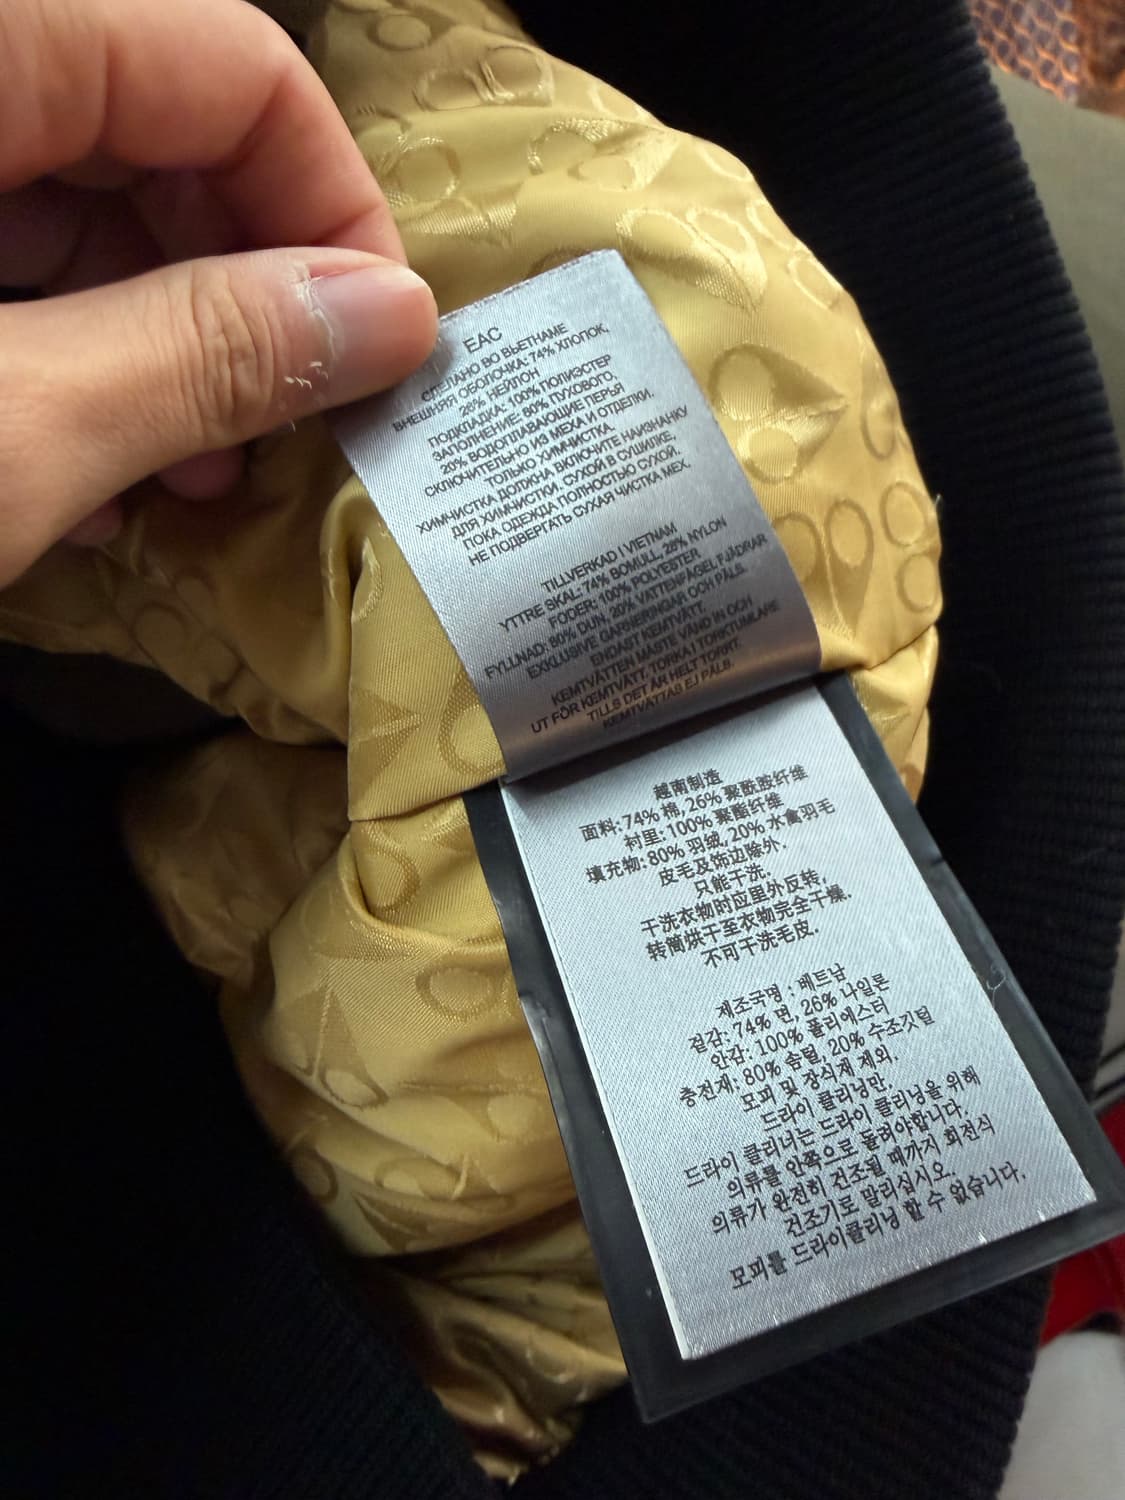 EAC
СДЕЛАНО ВО ВЬЕТНАМЕ
ВНЕШНЯЯ ОБОЛОЧКА: 74% ХЛОПОК,
26% НЕЙЛОН
ПОДКЛАДКА: 100% ПОЛИЭСТЕР
ЗАПОЛНЕНИЕ: 80% ПУХОВОГО,
20% ВОДОПЛАВАЮЩИЕ ПЕРЬЯ
СКЛЮЧИТЕЛЬНО ИЗ МЕХА И ОТДЕЛКИ.
ТОЛЬКО ХИМЧИСТКА.
ХИМЧИСТКА ДОЛЖНА ВКЛЮЧИТЕ НАИЗНАНКУ
ДЛЯ ХИМЧИСТКИ, СУХОЙ В СУШИЛКЕ,
ПОКА ОДЕЖДА ПОЛНОСТЬЮ СУХОЙ.
НЕ ПОДВЕРГАТЬ СУХАЯ ЧИСТКА МЕХ.
TILLVERKAD I VIETNAM
YTTRE SKAL: 74% BOMULL, 26% NYLON
FODER: 100% POLYESTER
FYLLNAD: 80% DUN, 20% VATTENFÅGEL FJÄDRAR
EXKLUSIVE GARNERINGAR OCH PÄLS.
ENDAST KEMTVÄTT.
KEMTVÄTTEN MÅSTE VÄND IN OCH
UT FÖR KEMTVÄTT, TORKA I TORKTUMLARE
TILLS DET ÄR HELT TORRT.
KEMTVÄTTAS EJ PÄLS.
越南制造
面料: 74% 棉, 26% 聚酰胺纤维
衬里: 100% 聚酯纤维
填充物: 80% 羽绒, 20% 水禽羽毛
皮毛及饰边除外.
只能干洗.
干洗衣物时应里外反转,
转筒烘干至衣物完全干燥.
不可干洗毛皮.
제조국명 : 베트남
겉감: 74% 면, 26% 나일론
안감: 100% 폴리에스터
충전재: 80% 솜털, 20% 수조깃털
모피 및 장식재 제외.
드라이 클리닝만.
드라이 클리너는 드라이 클리닝을 위해
의류를 안쪽으로 돌려야합니다.
의류가 완전히 건조될 때까지 회전식
건조기로 말리십시오.
모피를 드라이클리닝 할 수 없습니다.